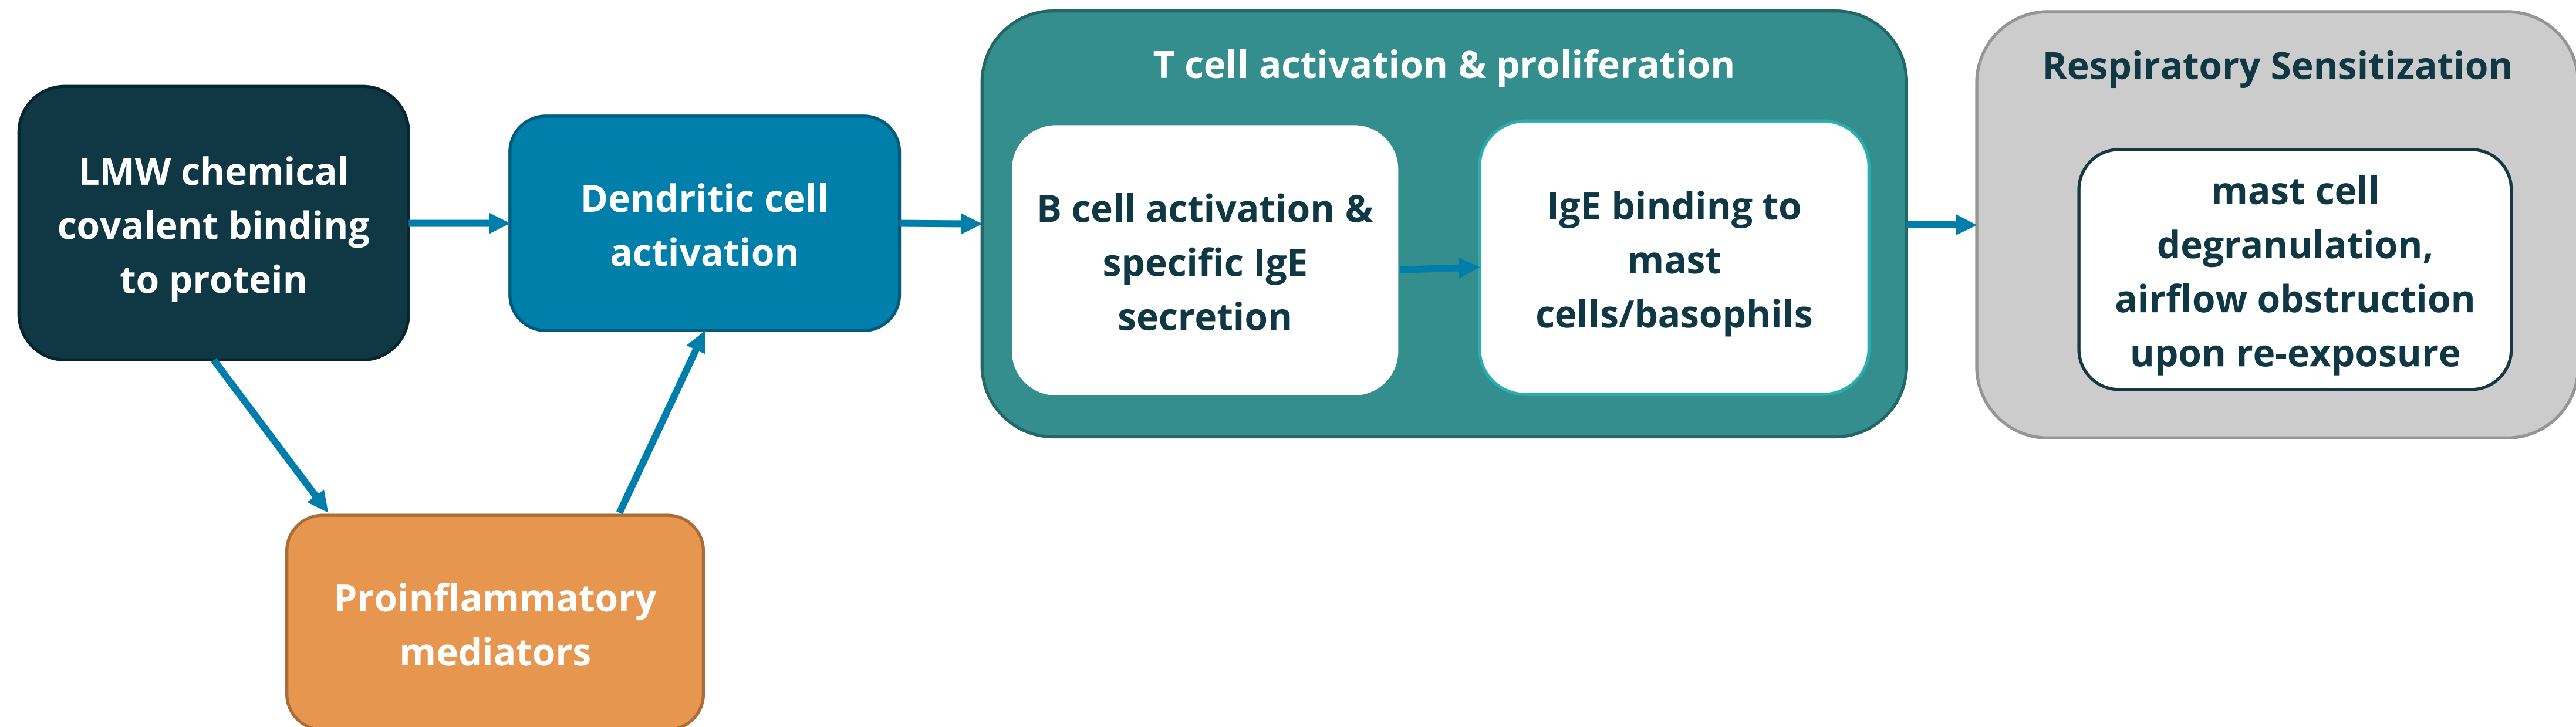 LMW chemical
covalent binding
to protein
Dendritic cell
activation
Proinflammatory
mediators
T cell activation & proliferation
B cell activation &
specific IgE
secretion
IgE binding to
mast
cells/basophils
Respiratory Sensitization
mast cell
degranulation,
airflow obstruction
upon re-exposure